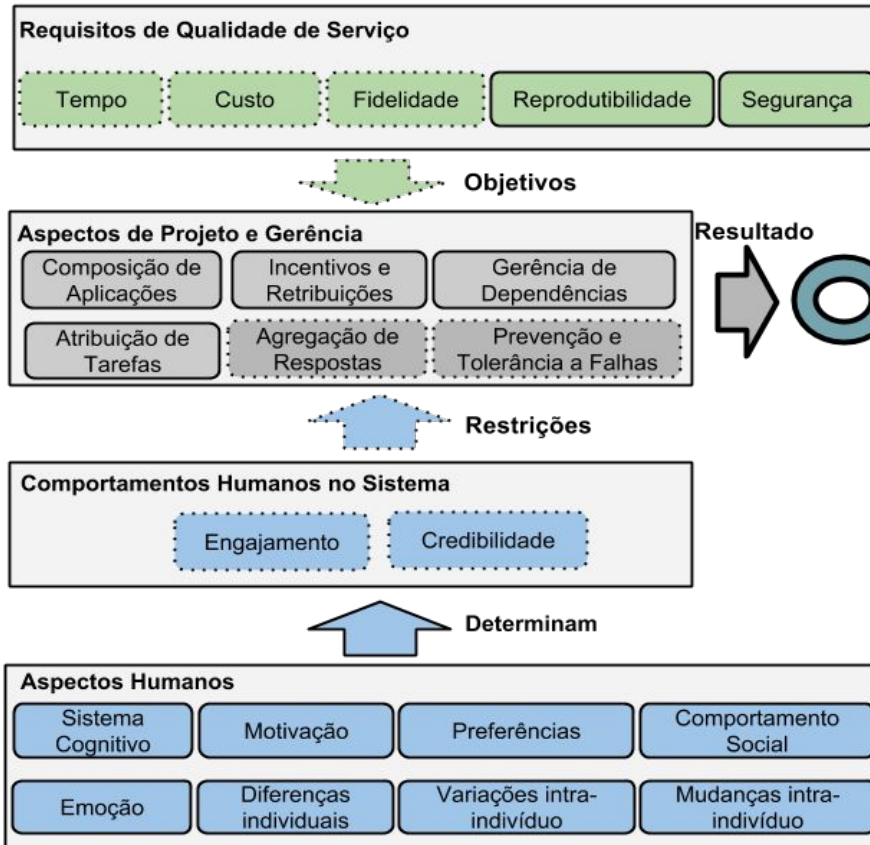 Requisitos de Qualidade de Serviço
Tempo
Custo
Fidelidade
Reprodutibilidade
Segurança
Objetivos
Aspectos de Projeto e Gerência
Resultado
Composição de
Aplicações
Incentivos e
Retribuições
Gerência de
Dependências
Atribuição de
Tarefas
Agregação de
Respostas
Prevenção e
Tolerância a Falhas
Restrições
Comportamentos Humanos no Sistema
Engajamento
Credibilidade
Determinam
Aspectos Humanos
Sistema
Cognitivo
Motivação
Preferências
Comportamento
Social
Emoção
Diferenças
individuais
Variações intra-
indivíduo
Mudanças intra-
indivíduo